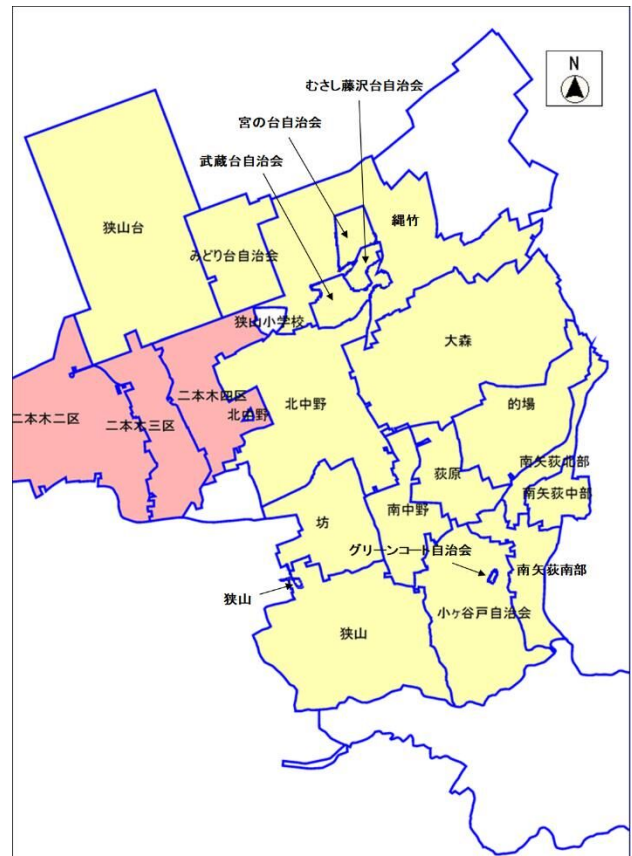 N
むさし藤沢台自治会
宮の台自治会
武蔵台自治会
縄竹
狭山台
みどり台自治会
狭山小学校
大森
二本木四区
北中野
的場
二本木二区
二本木三区
北中野
荻原
南矢荻北部
南矢荻中部
南中野
坊
グリーンコート自治会
南矢荻南部
狭山
小ヶ谷戸自治会
狭山